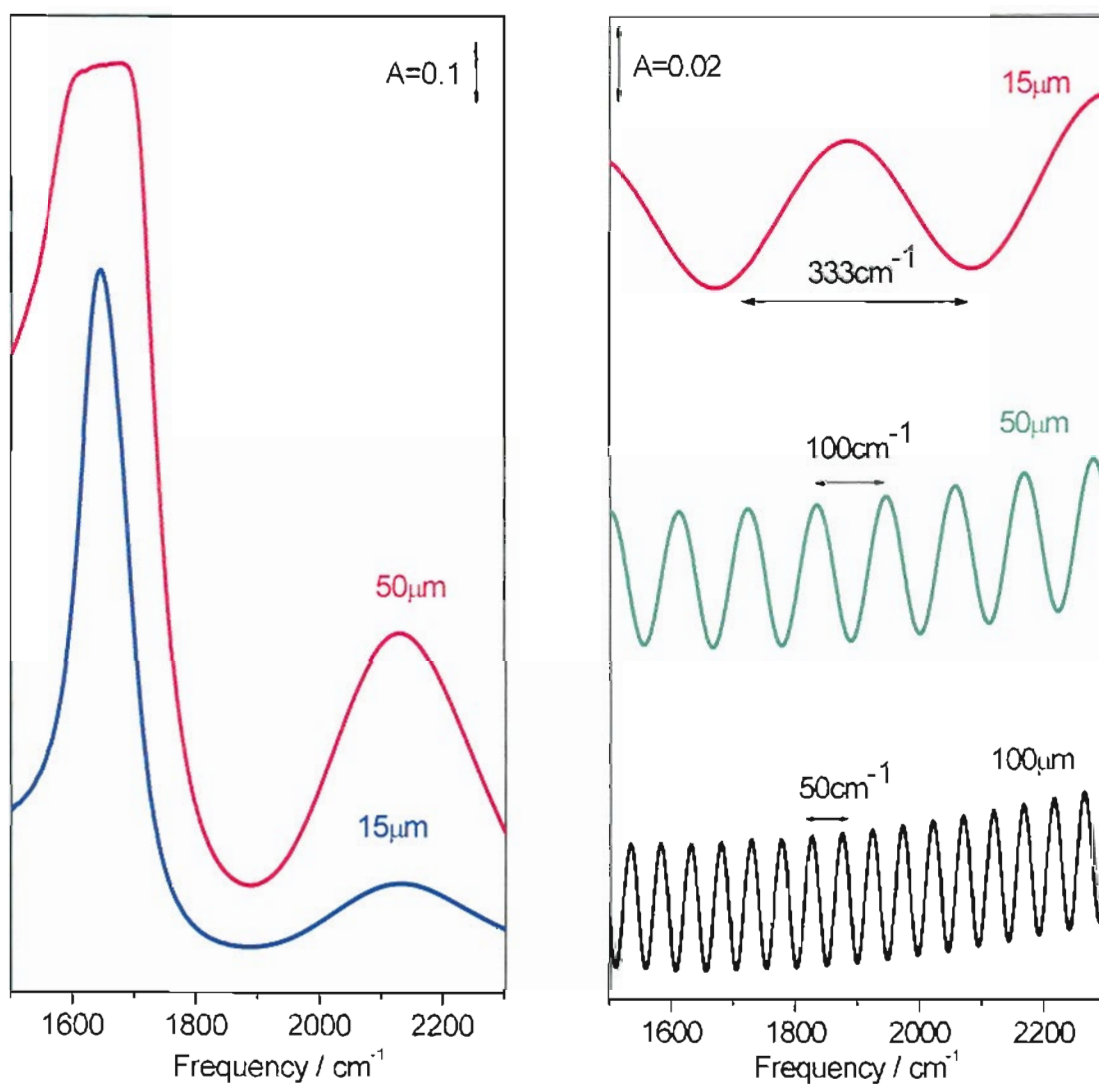 A=0.1
50μm
15μm
1600 1800 2000 2200
Frequency / cm⁻¹
A=0.02
15μm
333cm⁻¹
50μm
100cm⁻¹
100μm
50cm⁻¹
1600 1800 2000 2200
Frequency / cm⁻¹